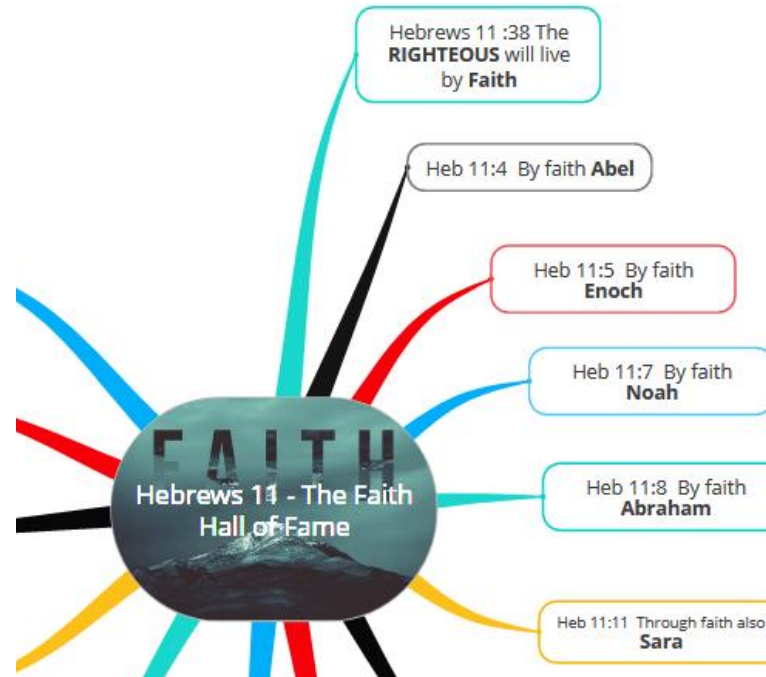 Hebrews 11 :38 The
RIGHTEOUS will live
by Faith
Heb 11:4 By faith Abel
Heb 11:5 By faith
Enoch
Heb 11:7 By faith
Noah
FAITH
Hebrews 11 - The Faith
Hall of Fame
Heb 11:8 By faith
Abraham
Heb 11:11 Through faith also
Sara